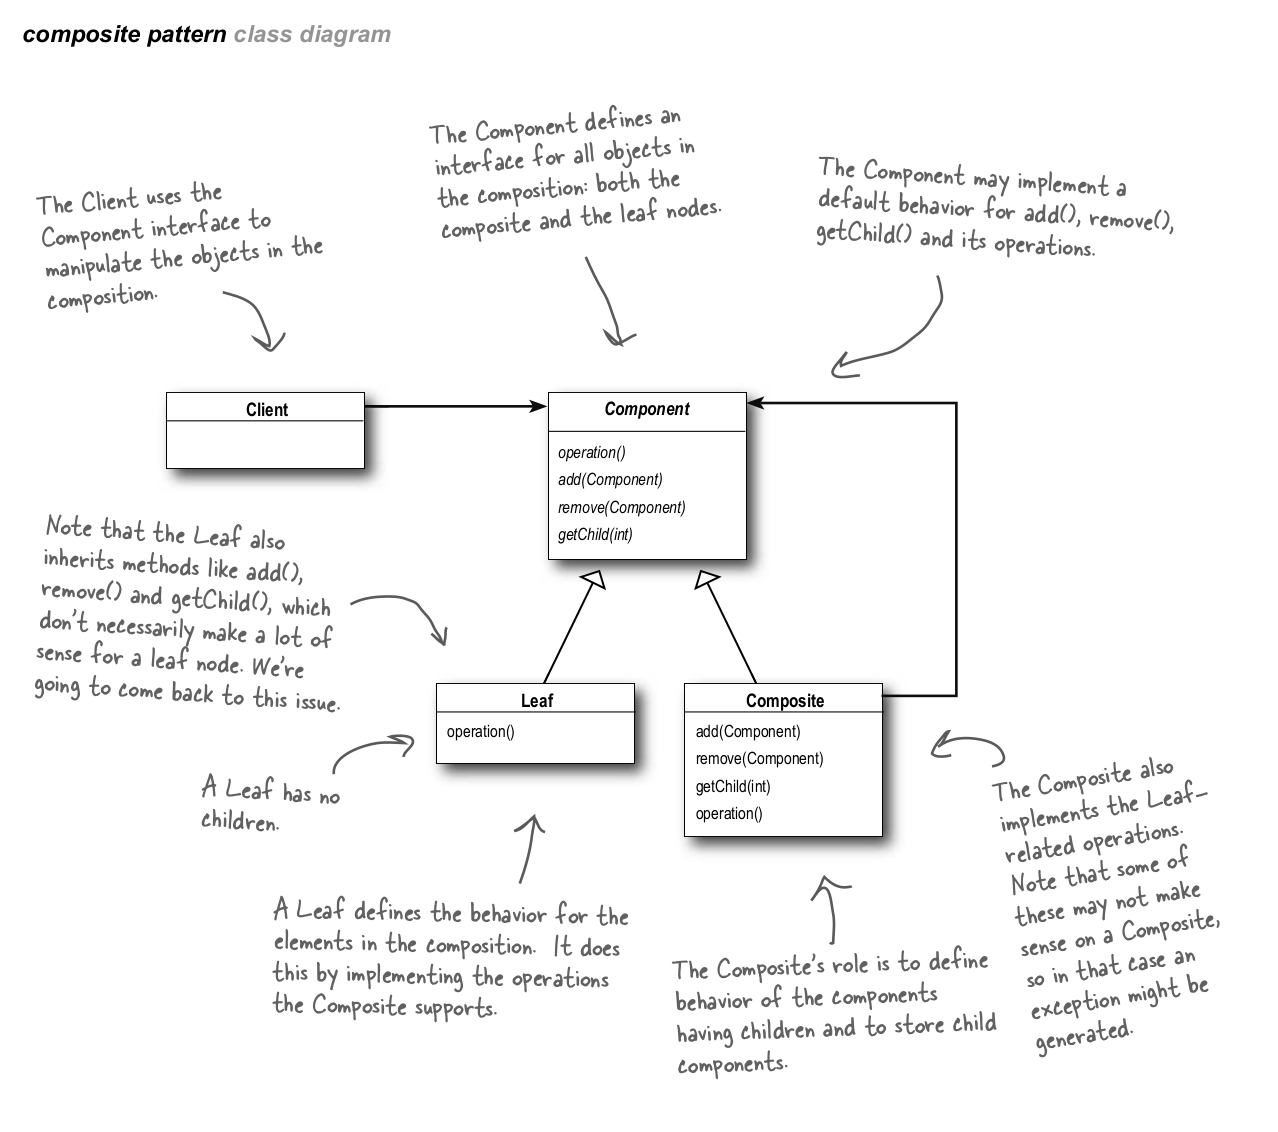 composite pattern class diagram
The Client uses the
Component interface to
manipulate the objects in the
composition.
The Component defines an
interface for all objects in
the composition: both the
composite and the leaf nodes.
The Component may implement a
default behavior for add(), remove(),
getChild() and its operations.
Client
Component
operation()
add(Component)
remove(Component)
getChild(int)
Note that the Leaf also
inherits methods like add(),
remove() and getChild(), which
don't necessarily make a lot of
sense for a leaf node. We're
going to come back to this issue.
Leaf
operation()
Composite
add(Component)
remove(Component)
getChild(int)
operation()
A Leaf has no
children.
A Leaf defines the behavior for the
elements in the composition. It does
this by implementing the operations
the Composite supports.
The Composite's role is to define
behavior of the components
having children and to store child
components.
The Composite also
implements the Leaf-
related operations.
Note that some of
these may not make
sense on a Composite,
so in that case an
exception might be
generated.